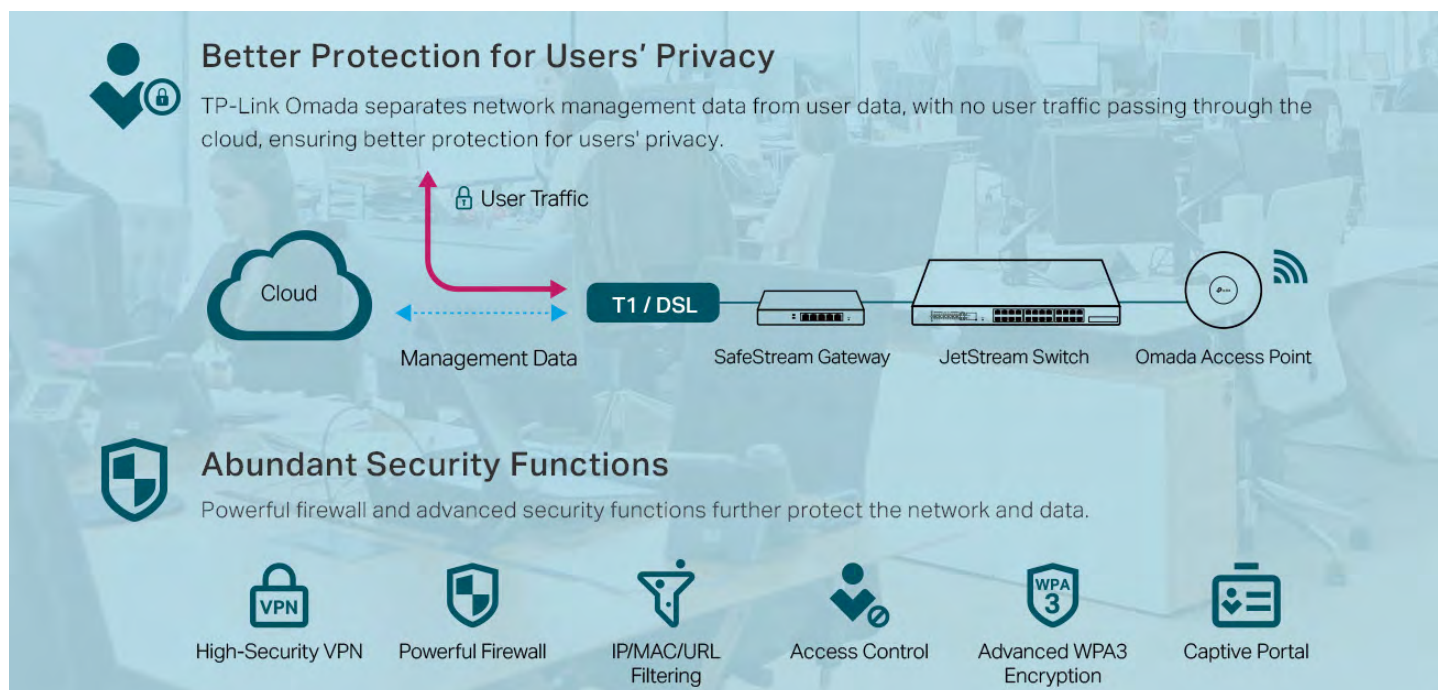 Better Protection for Users' Privacy
TP-Link Omada separates network management data from user data, with no user traffic passing through the
cloud, ensuring better protection for users' privacy.
User Traffic
Cloud
T1 / DSL
Management Data
SafeStream Gateway
JetStream Switch
Omada Access Point
Abundant Security Functions
Powerful firewall and advanced security functions further protect the network and data.
VPN
WPA
3
High-Security VPN
Powerful Firewall
IP/MAC/URL
Filtering
Access Control
Advanced WPA3
Encryption
Captive Portal